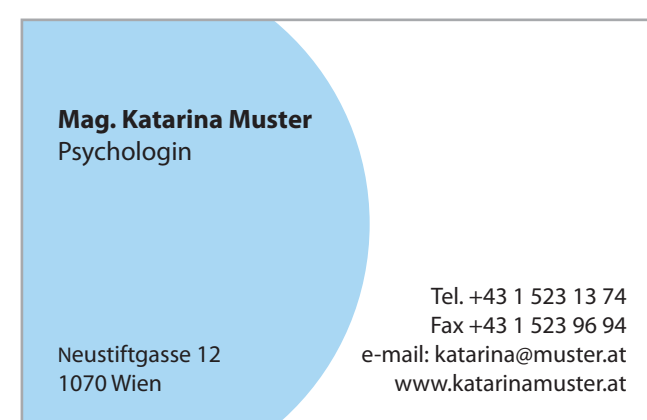 Mag. Katarina Muster
Psychologin
Neustiftgasse 12
1070 Wien
Tel. +43 1 523 13 74
Fax +43 1 523 96 94
e-mail: katarina@muster.at
www.katarinamuster.at